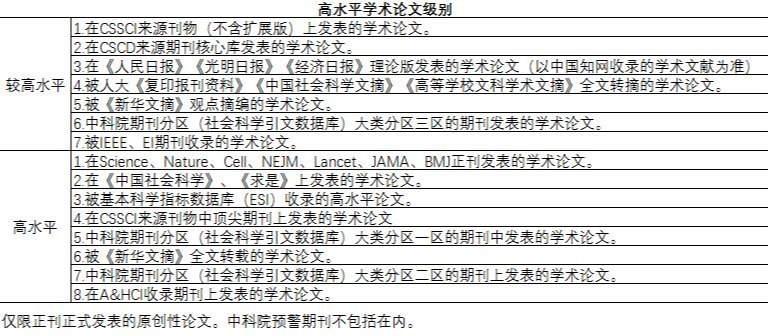 高水平学术论文级别
较高水平
1.在CSSCI来源刊物（不含扩展版）上发表的学术论文。
2.在CSCD来源期刊核心库发表的学术论文。
3.在《人民日报》《光明日报》《经济日报》理论版发表的学术论文（以中国知网收录的学术文献为准）
4.被人大《复印报刊资料》《中国社会科学文摘》《高等学校文科学术文摘》全文转摘的学术论文。
5.被《新华文摘》观点摘编的学术论文。
6.中科院期刊分区（社会科学引文数据库）大类分区三区的期刊发表的学术论文。
7.被IEEE、EI期刊收录的学术论文。
高水平
1.在Science、Nature、Cell、NEJM、Lancet、JAMA、BMJ正刊发表的学术论文。
2.在《中国社会科学》、《求是》上发表的学术论文。
3.被基本科学指标数据库（ESI）收录的高水平论文。
4.在CSSCI来源刊物中顶尖期刊上发表的学术论文
5.中科院期刊分区（社会科学引文数据库）大类分区一区的期刊中发表的学术论文。
6.被《新华文摘》全文转载的学术论文。
7.中科院期刊分区（社会科学引文数据库）大类分区二区的期刊上发表的学术论文。
8.在A&HCI收录期刊上发表的学术论文。
仅限正刊正式发表的原创性论文。中科院预警期刊不包括在内。